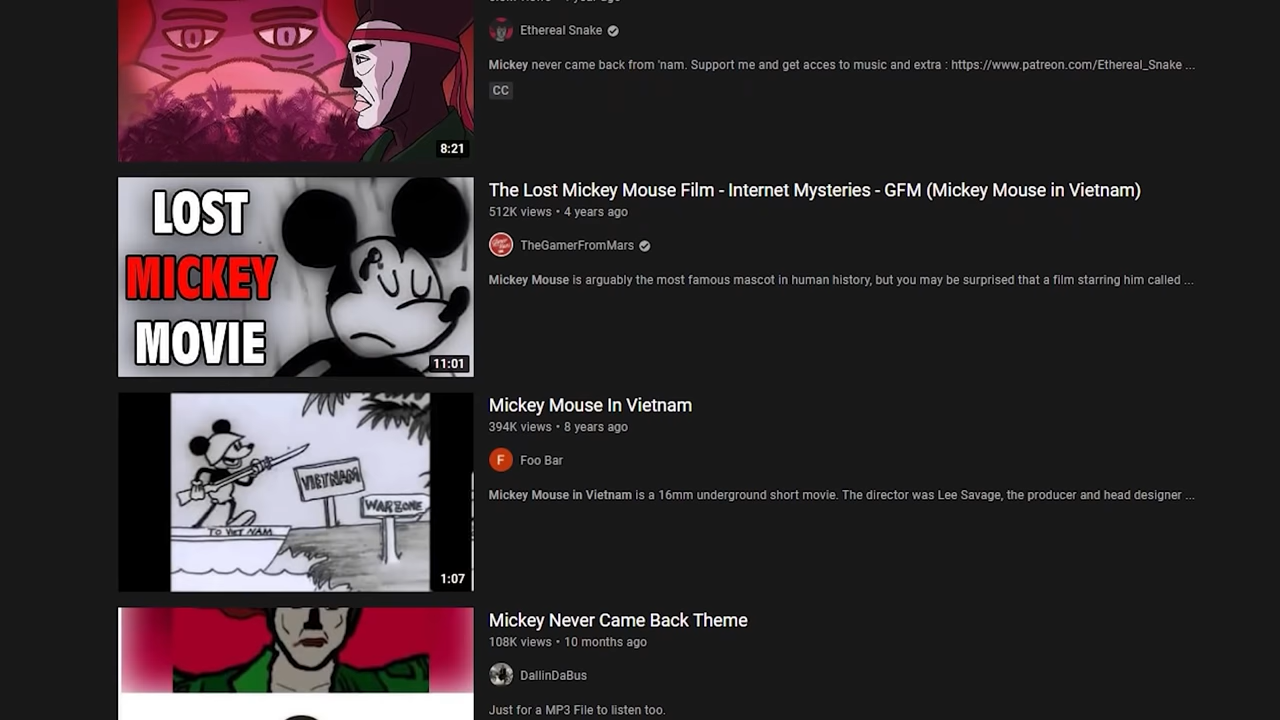 Ethereal Snake
Mickey never came back from 'nam. Support me and get acces to music and extra : https://www.patreon.com/Ethereal_Snake ...
CC
8:21
LOST
MICKEY
MOVIE
11:01
The Lost Mickey Mouse Film - Internet Mysteries - GFM (Mickey Mouse in Vietnam)
512K views • 4 years ago
TheGamerFromMars
Mickey Mouse is arguably the most famous mascot in human history, but you may be surprised that a film starring him called ...
VIETNAM
WAR ZONE
TO VIET NAM
1:07
Mickey Mouse In Vietnam
394K views • 8 years ago
F
Foo Bar
Mickey Mouse in Vietnam is a 16mm underground short movie. The director was Lee Savage, the producer and head designer ...
Mickey Never Came Back Theme
108K views • 10 months ago
DallinDaBus
Just for a MP3 File to listen too.